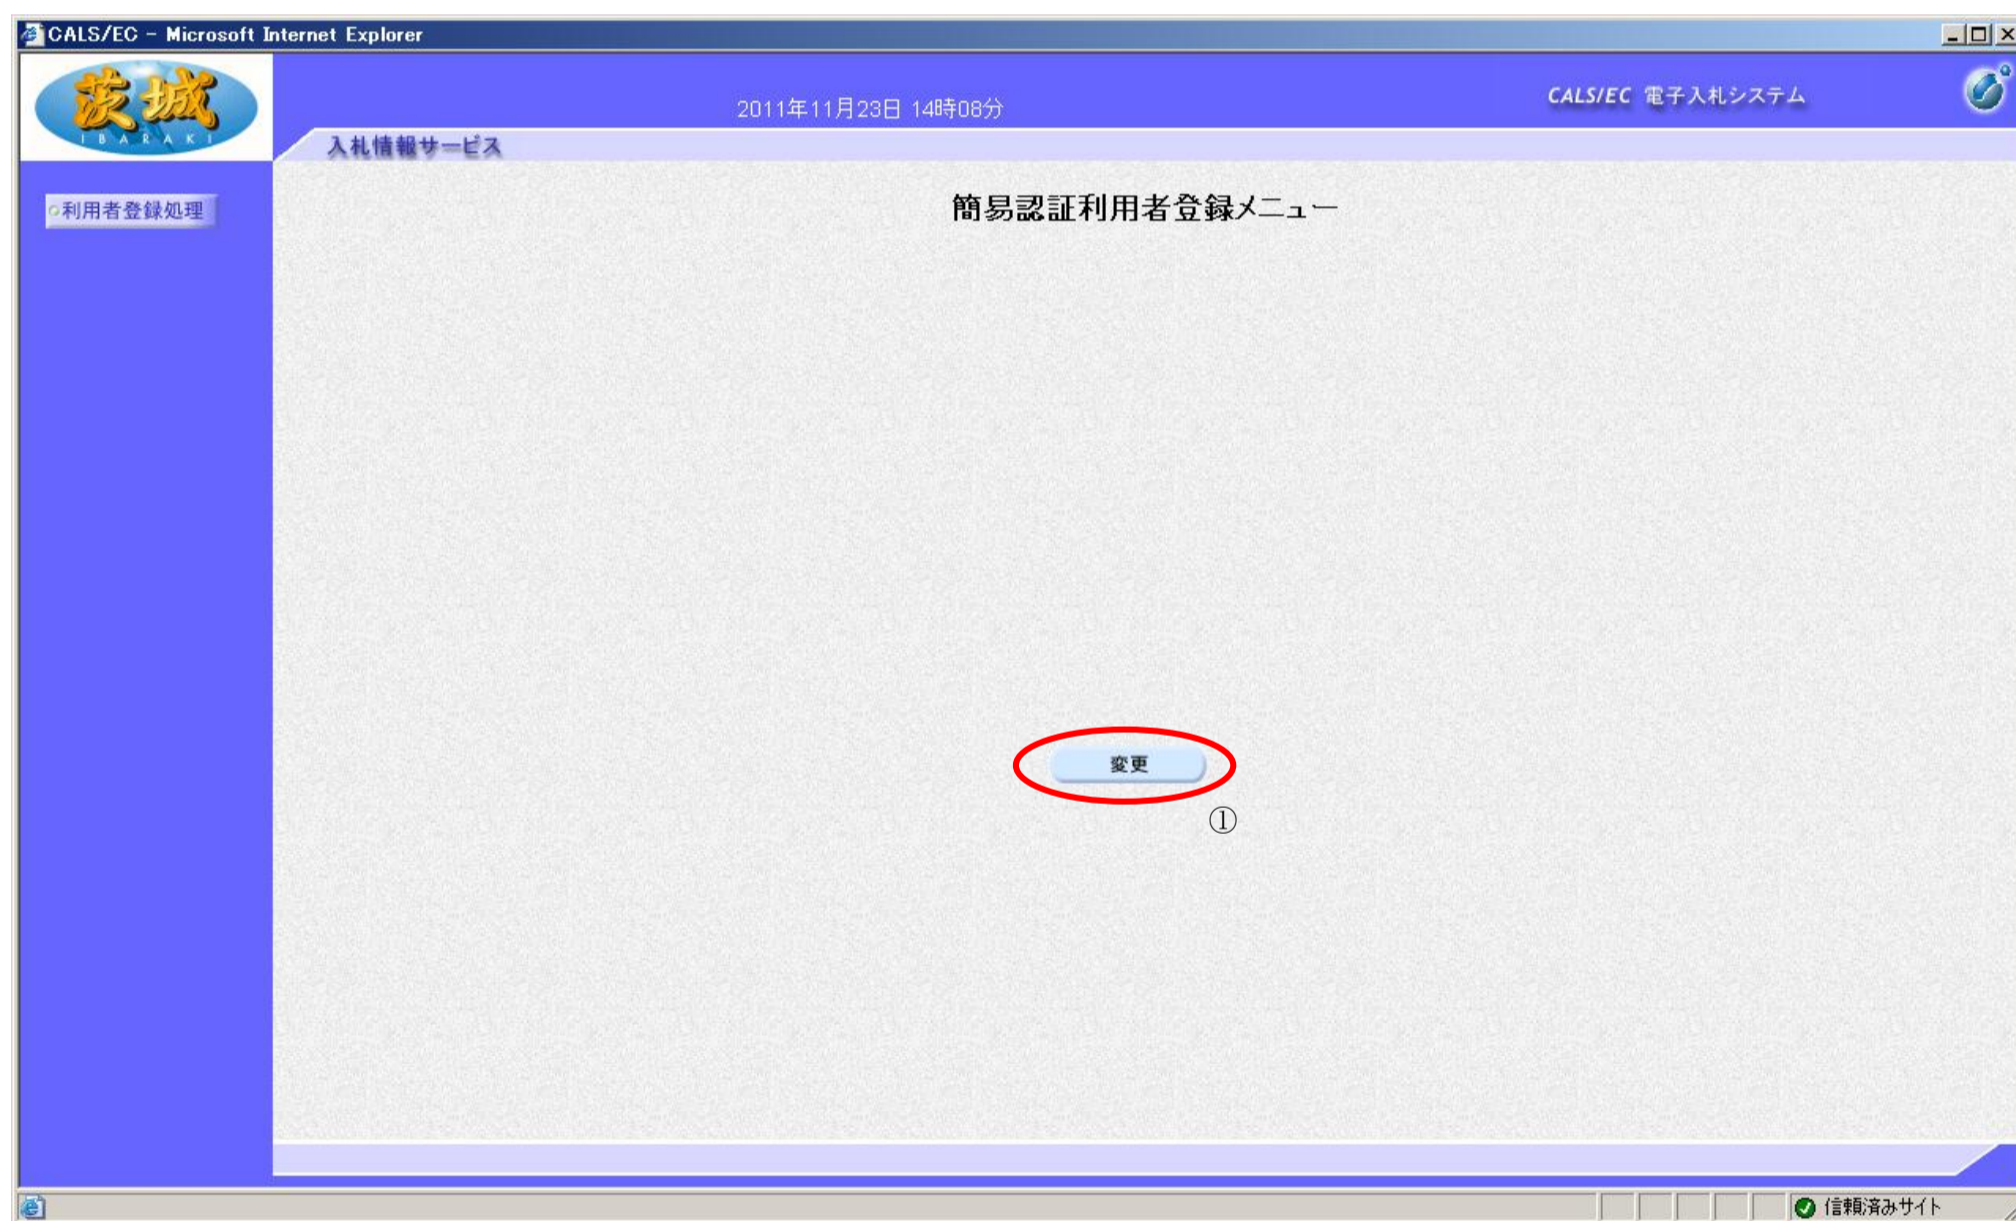 CALS/EC - Microsoft Internet Explorer
茨城
IBARAKI
2011年11月23日 14時08分
CALS/EC 電子入札システム
入札情報サービス
利用者登録処理
簡易認証利用者登録メニュー
変更
①
信頼済みサイト